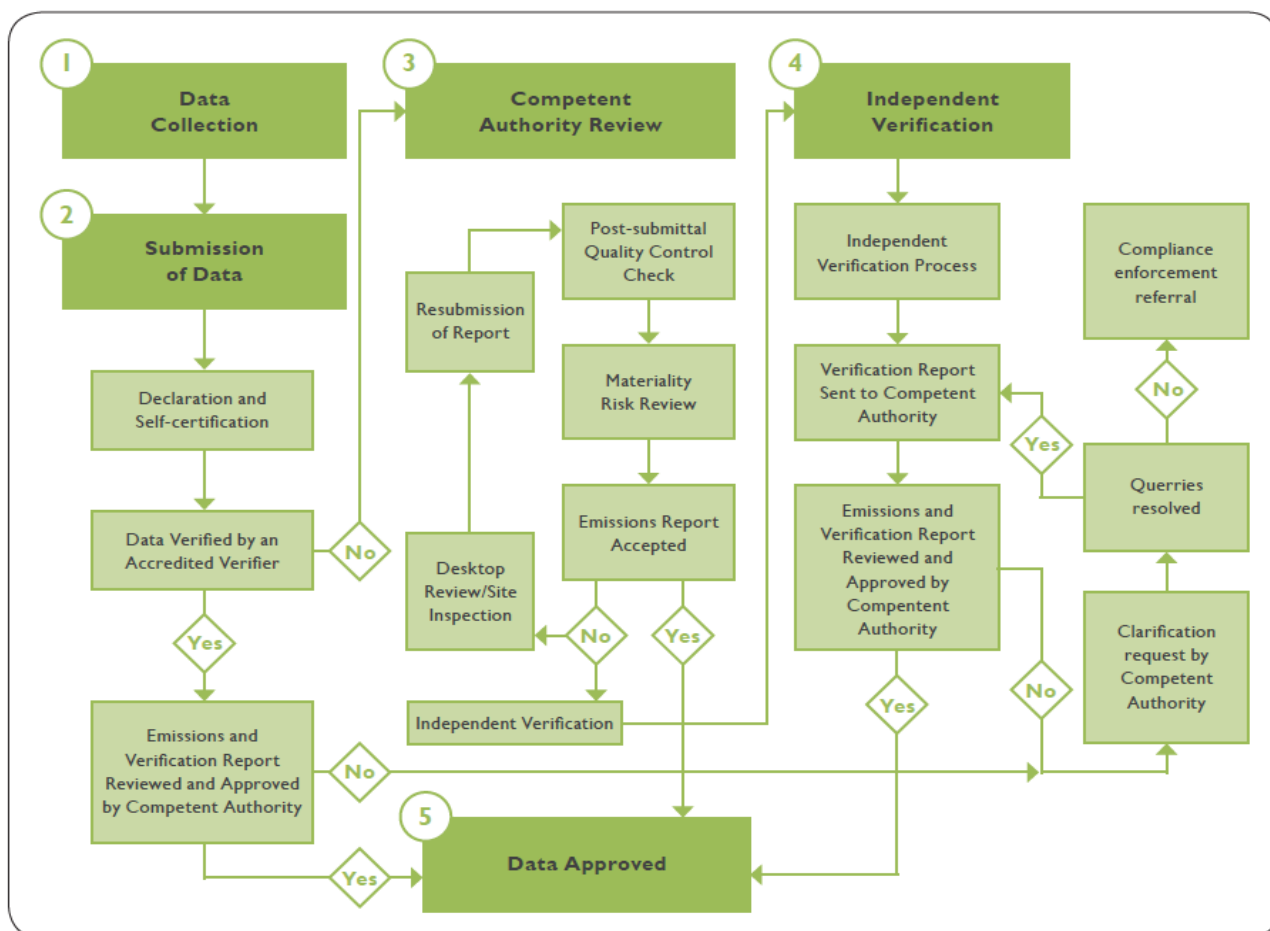 1
Data
Collection
2
Submission
of Data
Declaration and
Self-certification
Data Verified by an
Accredited Verifier
No
Yes
Emissions and
Verification Report
Reviewed and Approved
by Competent Authority
No
Yes
3
Competent
Authority Review
Post-submittal
Quality Control
Check
Resubmission
of Report
Materiality
Risk Review
Emissions Report
Accepted
Desktop
Review/Site
Inspection
No
Yes
Independent Verification
4
Independent
Verification
Independent
Verification Process
Verification Report
Sent to Competent
Authority
Emissions and
Verification Report
Reviewed and
Approved by
Compentent
Authority
Yes
No
Compliance
enforcement
referral
No
Yes
Querries
resolved
Clarification
request by
Competent
Authority
5
Data Approved